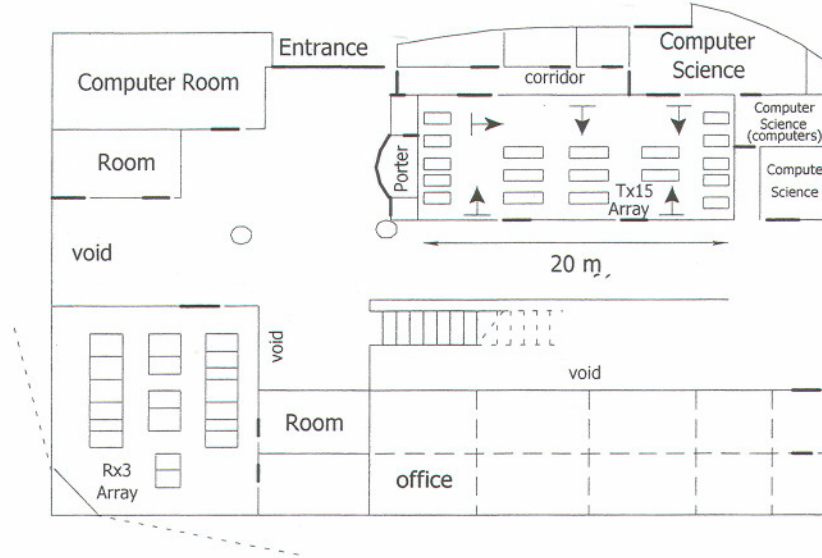 Entrance
Computer
Science
Computer Room
corridor
Computer
Science
(computers)
Room
Porter
Compute
Science
Tx15
Array
void
20 m
void
void
Room
Rx3
Array
office